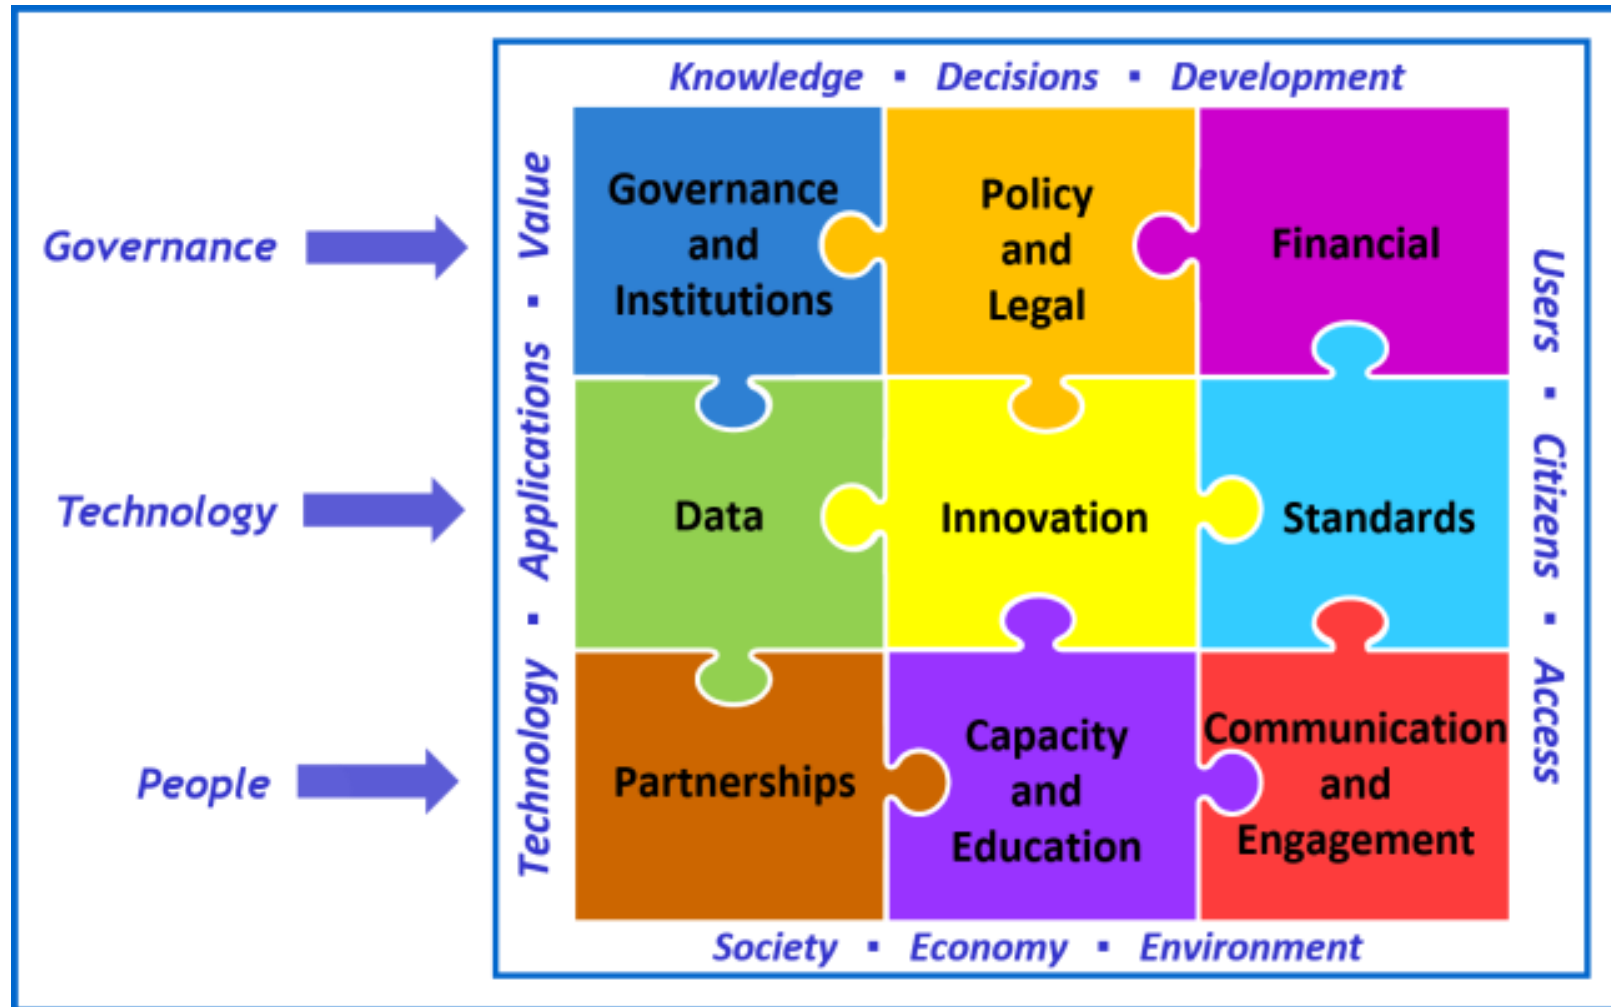 Knowledge ▪ Decisions ▪ Development
Governance
Technology
People
Technology ▪ Applications ▪ Value
Governance
and
Institutions
Policy
and
Legal
Financial
Data
Innovation
Standards
Partnerships
Capacity
and
Education
Communication
and
Engagement
Users ▪ Citizens ▪ Access
Society ▪ Economy ▪ Environment